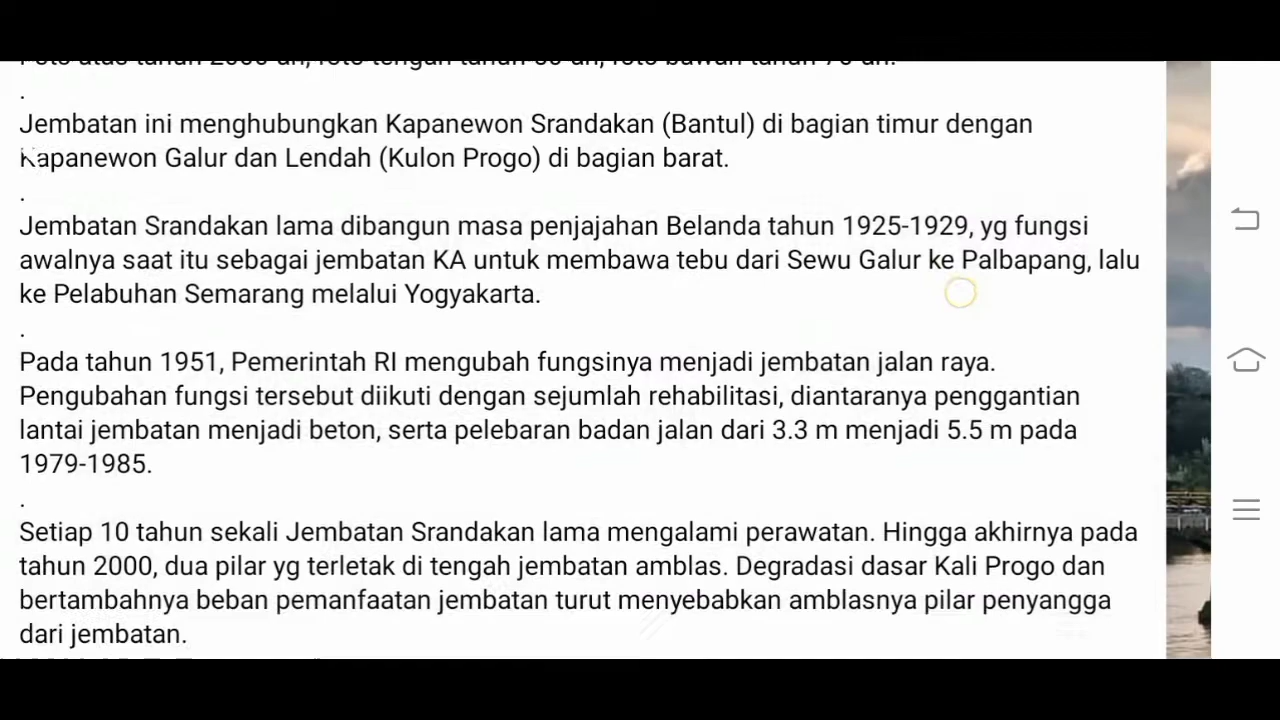 .
Jembatan ini menghubungkan Kapanewon Srandakan (Bantul) di bagian timur dengan
Kapanewon Galur dan Lendah (Kulon Progo) di bagian barat.
.
Jembatan Srandakan lama dibangun masa penjajahan Belanda tahun 1925-1929, yg fungsi
awalnya saat itu sebagai jembatan KA untuk membawa tebu dari Sewu Galur ke Palbapang, lalu
ke Pelabuhan Semarang melalui Yogyakarta.
.
Pada tahun 1951, Pemerintah RI mengubah fungsinya menjadi jembatan jalan raya.
Pengubahan fungsi tersebut diikuti dengan sejumlah rehabilitasi, diantaranya penggantian
lantai jembatan menjadi beton, serta pelebaran badan jalan dari 3.3 m menjadi 5.5 m pada
1979-1985.
.
Setiap 10 tahun sekali Jembatan Srandakan lama mengalami perawatan. Hingga akhirnya pada
tahun 2000, dua pilar yg terletak di tengah jembatan amblas. Degradasi dasar Kali Progo dan
bertambahnya beban pemanfaatan jembatan turut menyebabkan amblasnya pilar penyangga
dari jembatan.